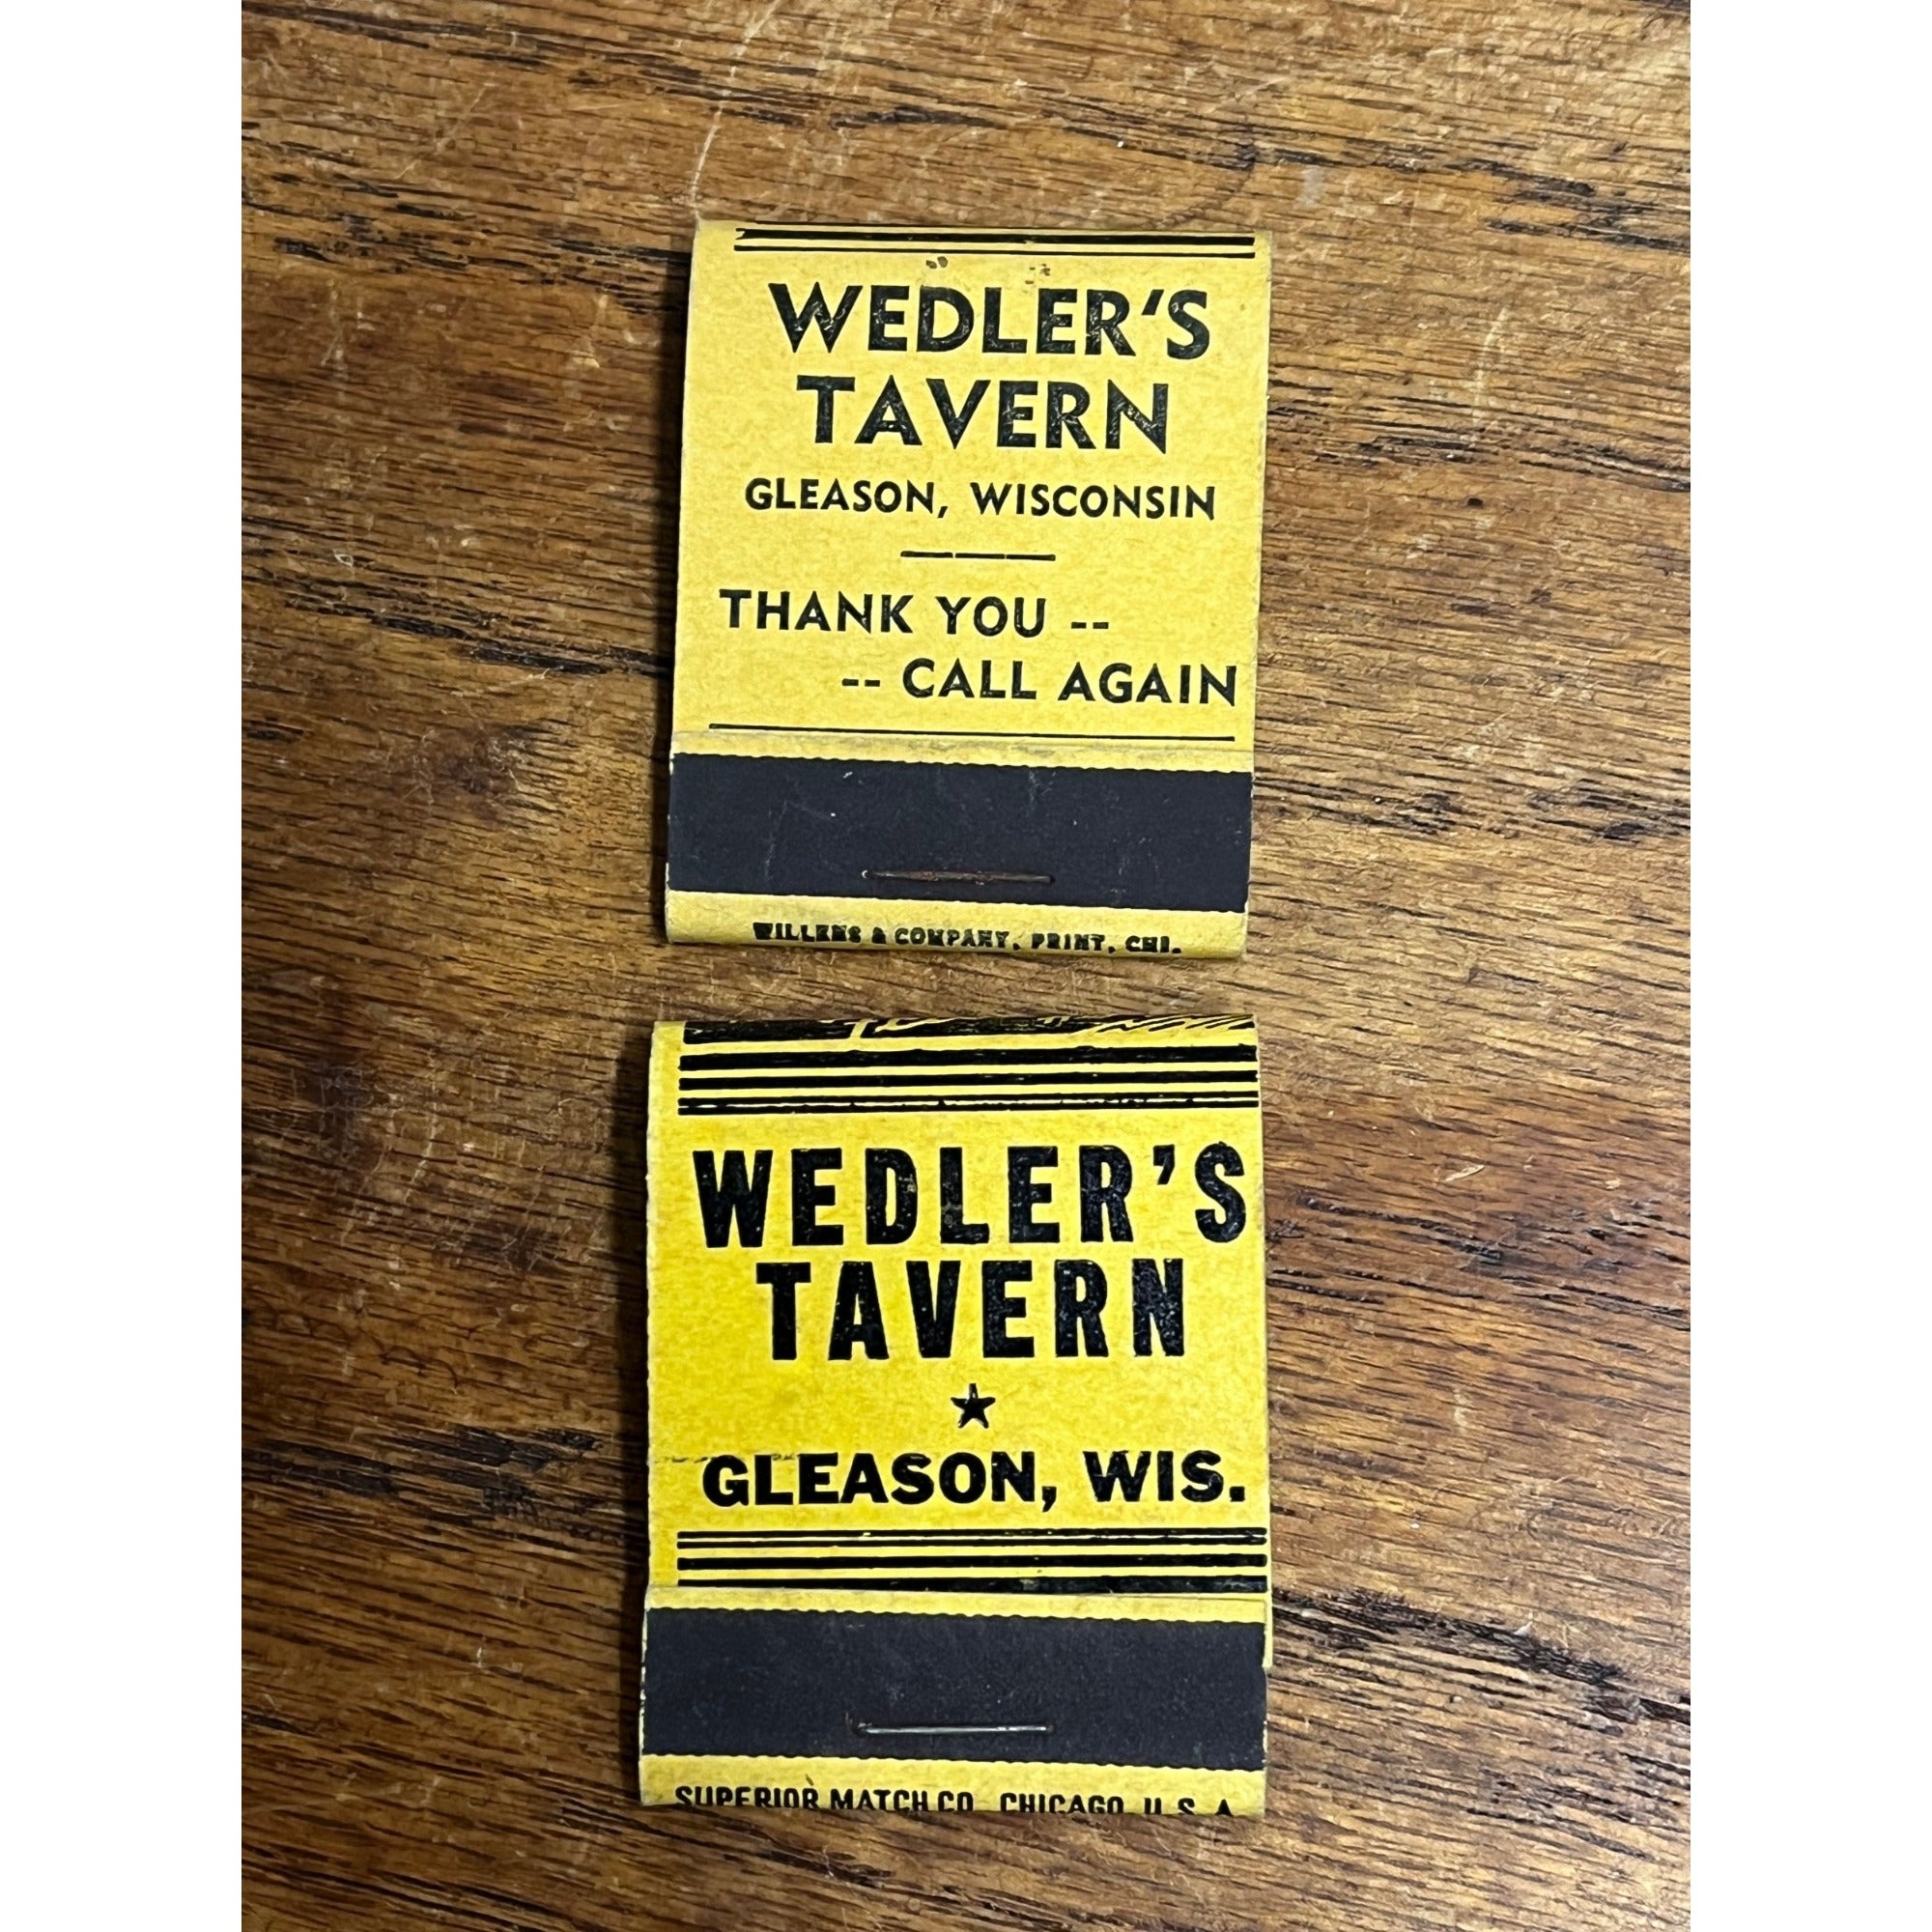 WEDLER'S
TAVERN
GLEASON, WISCONSIN
THANK YOU --
-- CALL AGAIN
WILLENS & COMPANY, PRINT, CHI.
WEDLER'S
TAVERN
GLEASON, WIS.
SUPERIOR MATCH CO. CHICAGO U.S.A.